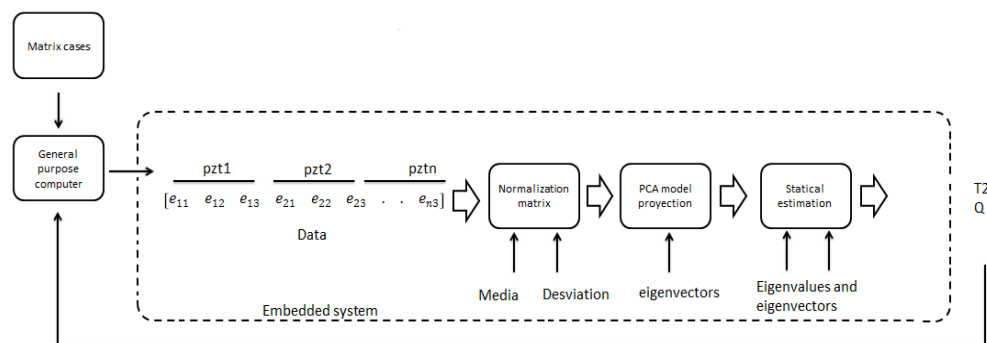 Matrix cases
General
purpose
computer
pzt1 pzt2 pztn
[e11 e12 e13 e21 e22 e23 . . en3]
Data
Normalization
matrix
PCA model
proyection
Statical
estimation
T2
Q
Media Desviation eigenvectors
Eigenvalues and
eigenvectors
Embedded system